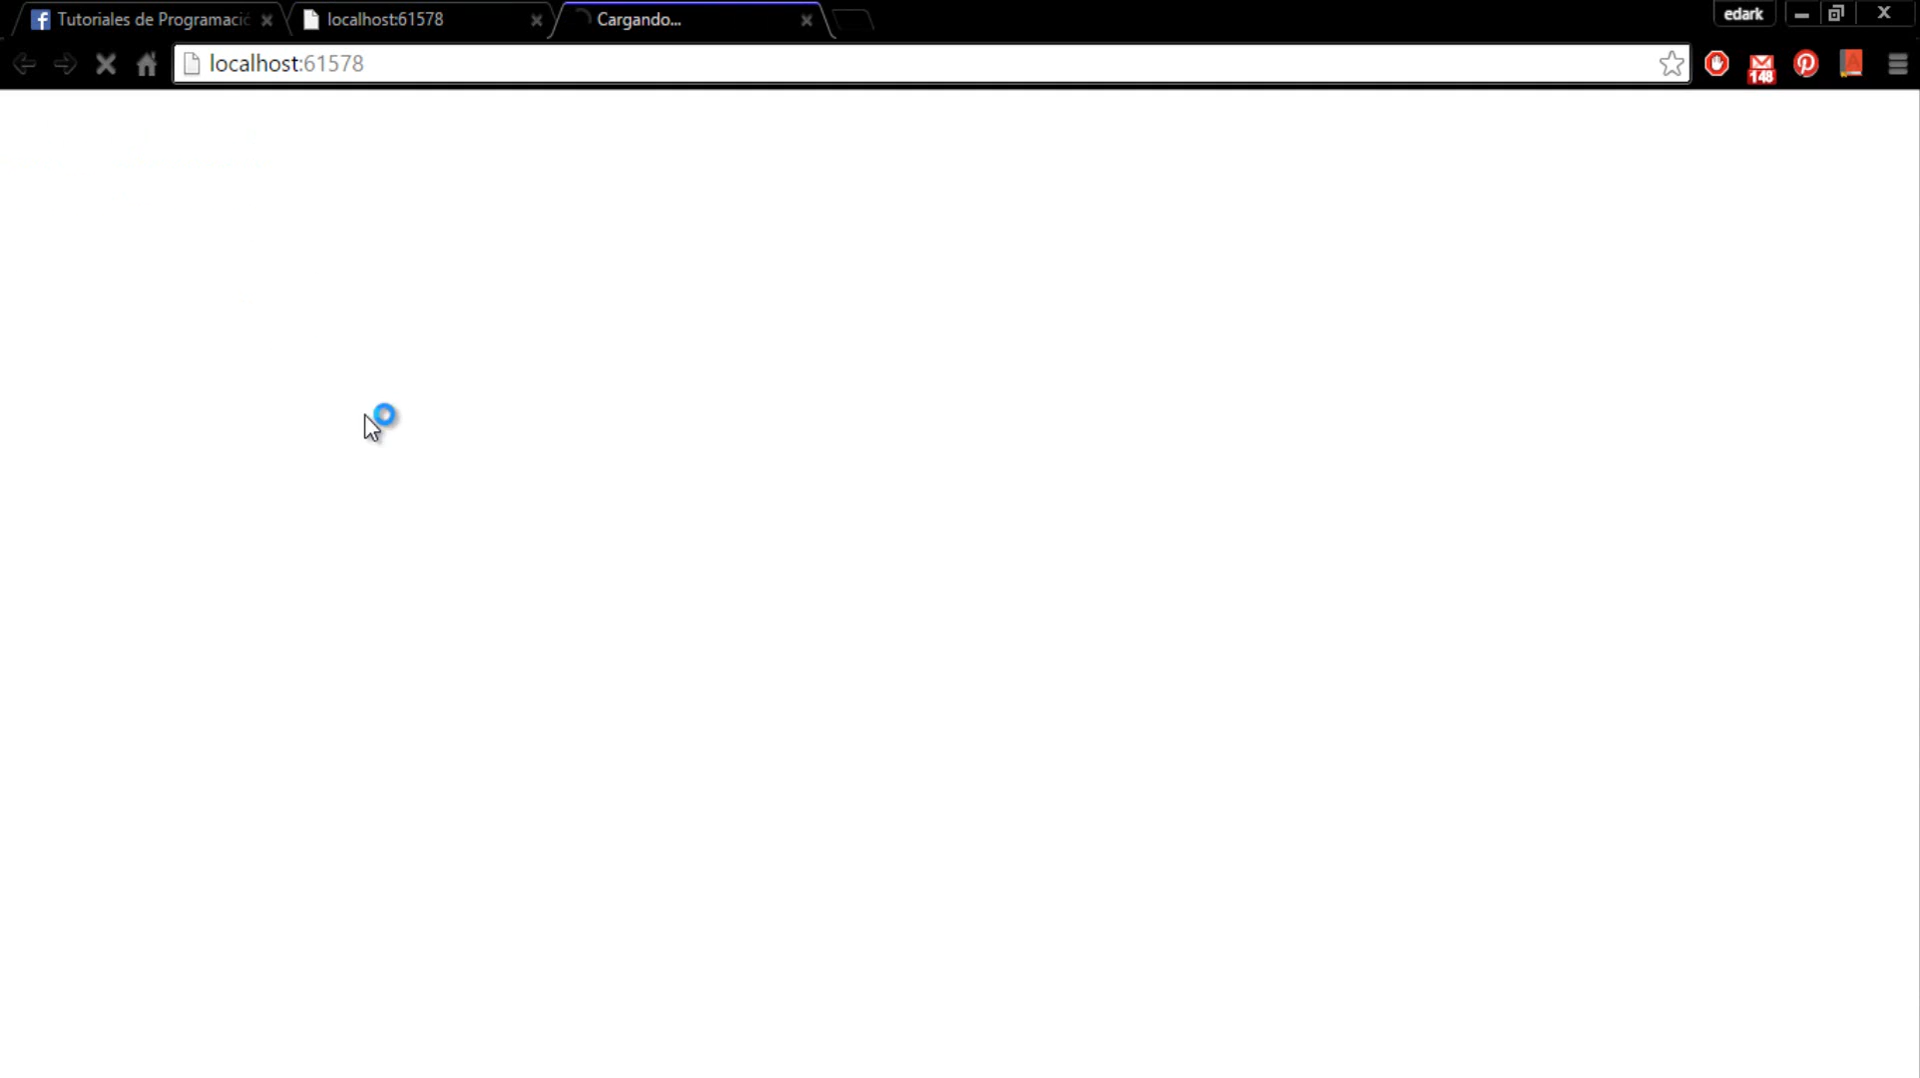 Tutoriales de Programació
localhost:61578
Cargando...
edark
localhost:61578
148